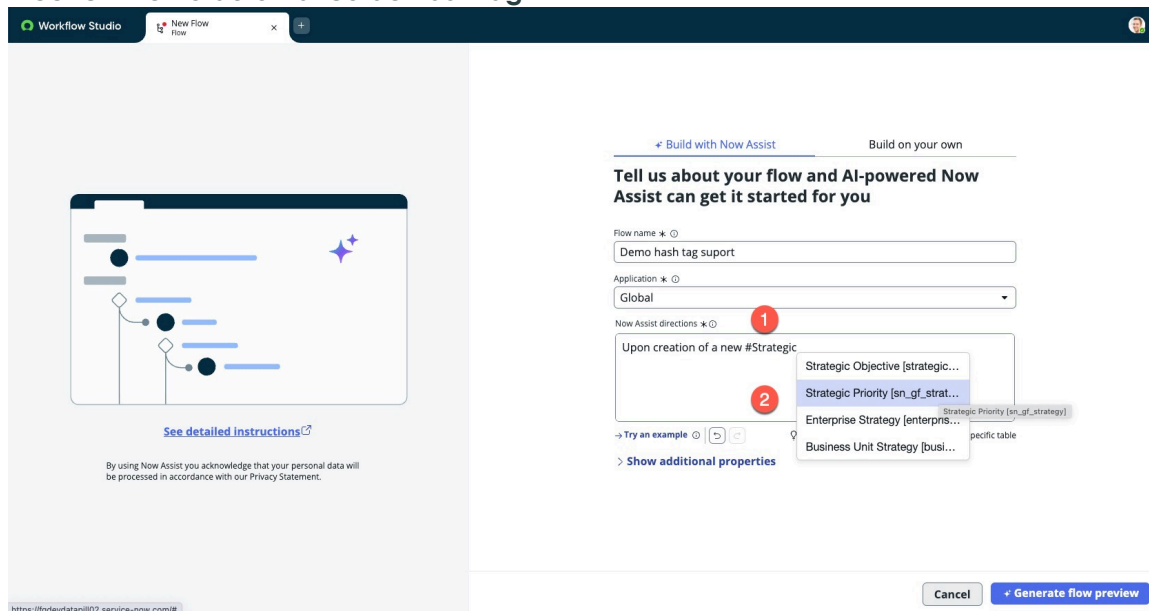 Workflow Studio
New Flow
Flow
Build with Now Assist
Build on your own
Tell us about your flow and AI-powered Now
Assist can get it started for you
Flow name
Demo hash tag suport
Application
Global
Now Assist directions
1
Upon creation of a new #Strategic
Strategic Objective [strategic...
2
Strategic Priority [sn_gf_strat...
Strategic Priority [sn_gf_strategy]
Enterprise Strategy [enterpris...
Business Unit Strategy [busi...
→ Try an example
pecific table
> Show additional properties
See detailed instructions
By using Now Assist you acknowledge that your personal data will
be processed in accordance with our Privacy Statement.
Cancel
Generate flow preview